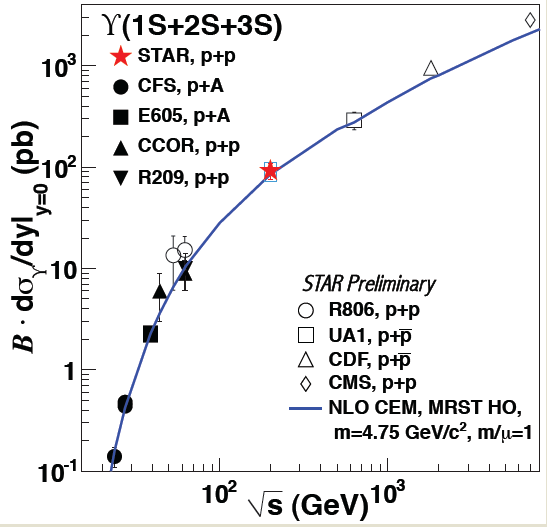 ϒ(1S+2S+3S)
STAR, p+p
CFS, p+A
E605, p+A
CCOR, p+p
R209, p+p
STAR Preliminary
R806, p+p
UA1, p+p̅
CDF, p+p̅
CMS, p+p
NLO CEM, MRST HO,
m=4.75 GeV/c², m/μ=1
B · dσϒ/dy|y=0 (pb)
10³
10²
10
1
10⁻¹
10²
10³
√s (GeV)